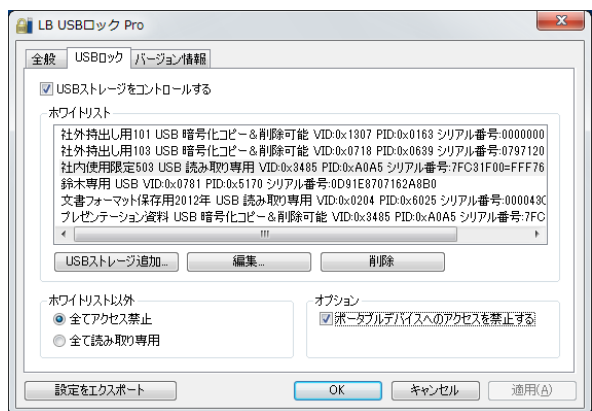 LB USBロック Pro
全般 USBロック バージョン情報
USBストレージをコントロールする
ホワイトリスト
社外持出し用101 USB 暗号化コピー＆削除可能 VID:0x1307 PID:0x0163 シリアル番号:0000000
社外持出し用103 USB 暗号化コピー＆削除可能 VID:0x0718 PID:0x0639 シリアル番号:0797120
社内使用限定503 USB 読み取り専用 VID:0x3485 PID:0xA0A5 シリアル番号:7FC31F00=FFF76
鈴木専用 USB VID:0x0781 PID:0x5170 シリアル番号:0D91E8707162A8B0
文書フォーマット保存用2012年 USB 読み取り専用 VID:0x0204 PID:0x6025 シリアル番号:0000430
プレゼンテーション資料 USB 暗号化コピー＆削除可能 VID:0x3485 PID:0xA0A5 シリアル番号:7FC
USBストレージ追加... 編集... 削除
ホワイトリスト以外
全てアクセス禁止
全て読み取り専用
オプション
ポータブルデバイスへのアクセスを禁止する
設定をエクスポート OK キャンセル 適用(A)